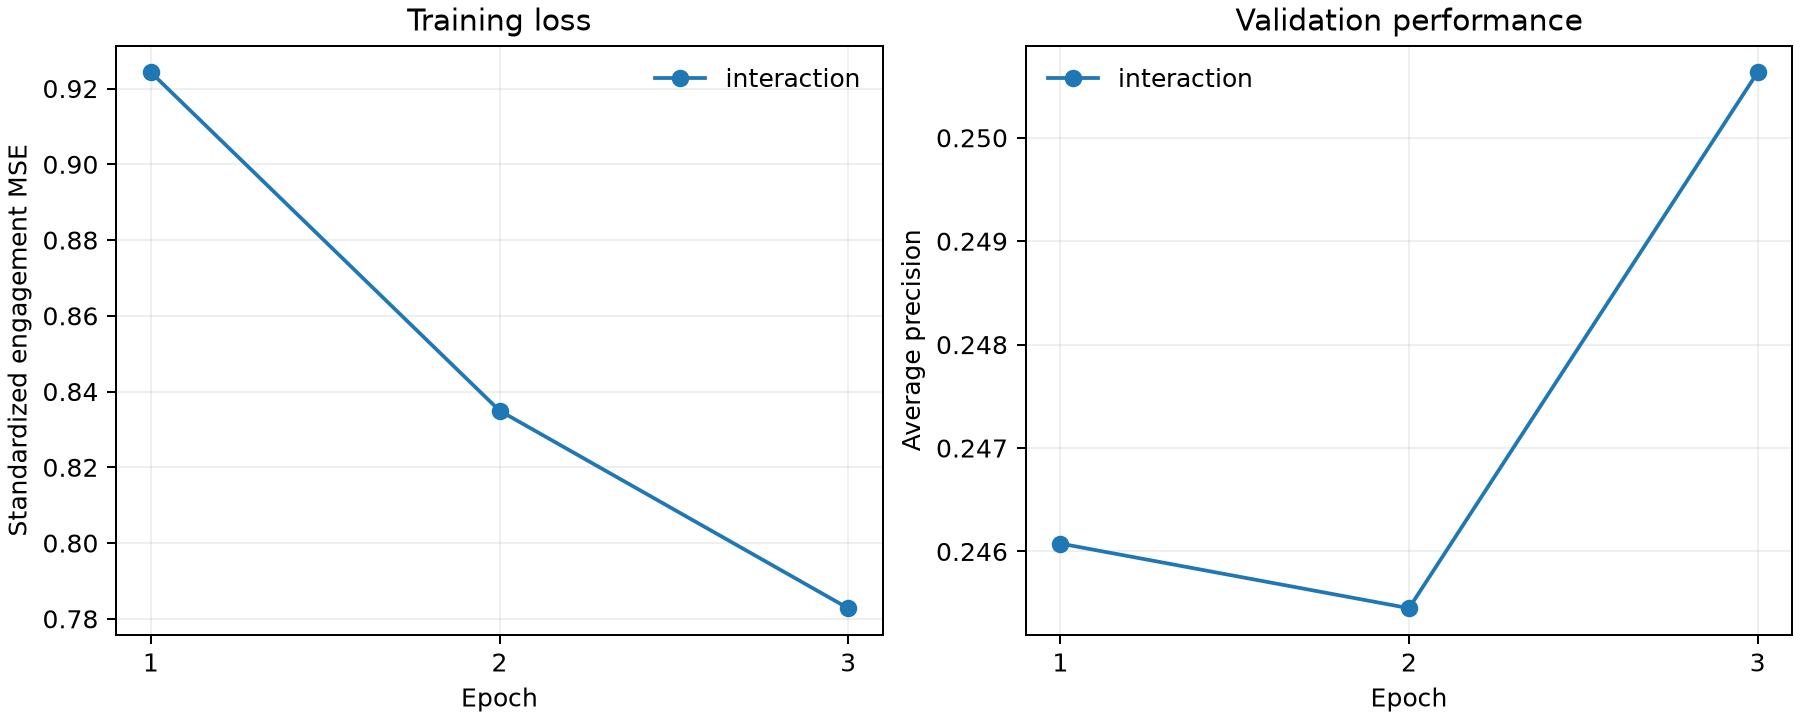 Training loss
Standardized engagement MSE
0.92
0.90
0.88
0.86
0.84
0.82
0.80
0.78
interaction
1 2 3
Epoch
Validation performance
Average precision
0.250
0.249
0.248
0.247
0.246
interaction
1 2 3
Epoch